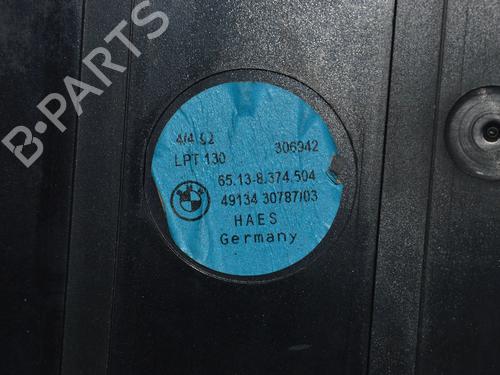 B-PARTS
4/4 Ω
LPT 130 306942
65.13-8.374.504
49134 30787/03
HAES
Germany